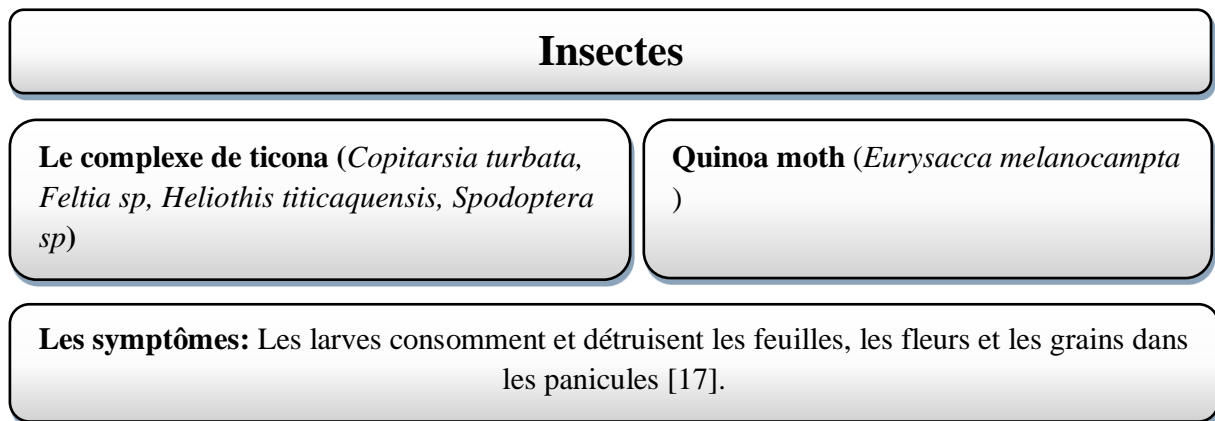 Insectes
Le complexe de ticona (Copitarsia turbata,
Feltia sp, Heliothis titicaquensis, Spodoptera
sp)
Quinoa moth (Eurysacca melanocampta
)
Les symptômes: Les larves consomment et détruisent les feuilles, les fleurs et les grains dans
les panicules [17].